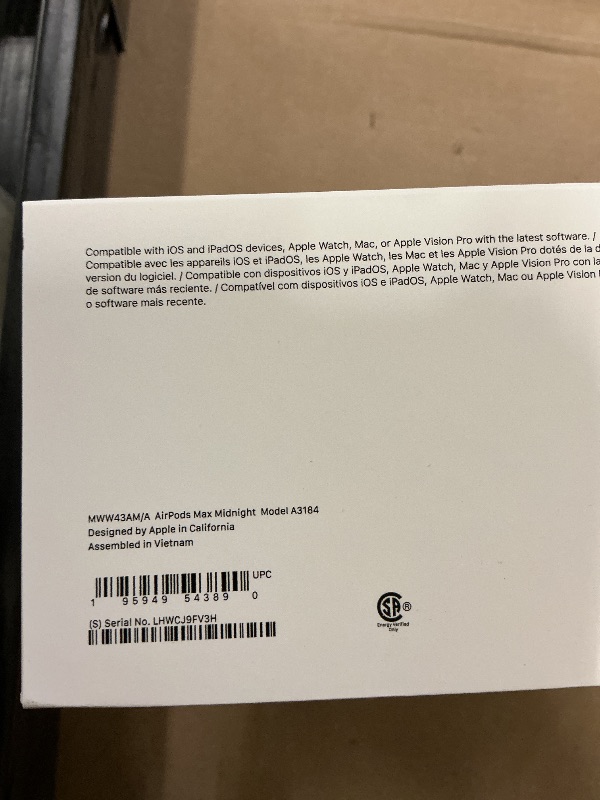 Compatible with iOS and iPadOS devices, Apple Watch, Mac, or Apple Vision Pro with the latest software. /
Compatible avec les appareils iOS et iPadOS, les Apple Watch, les Mac et les Apple Vision Pro dotés de la d
version du logiciel. / Compatible con dispositivos iOS y iPadOS, Apple Watch, Mac y Apple Vision Pro con la
de software más reciente. / Compatível com dispositivos iOS e iPadOS, Apple Watch, Mac ou Apple Vision
o software mais recente.
MWW43AM/A AirPods Max Midnight Model A3184
Designed by Apple in California
Assembled in Vietnam
UPC
1 95949 54389 0
(S) Serial No. LHWCJ9FV3H
SA ®
Energy Verified
Only